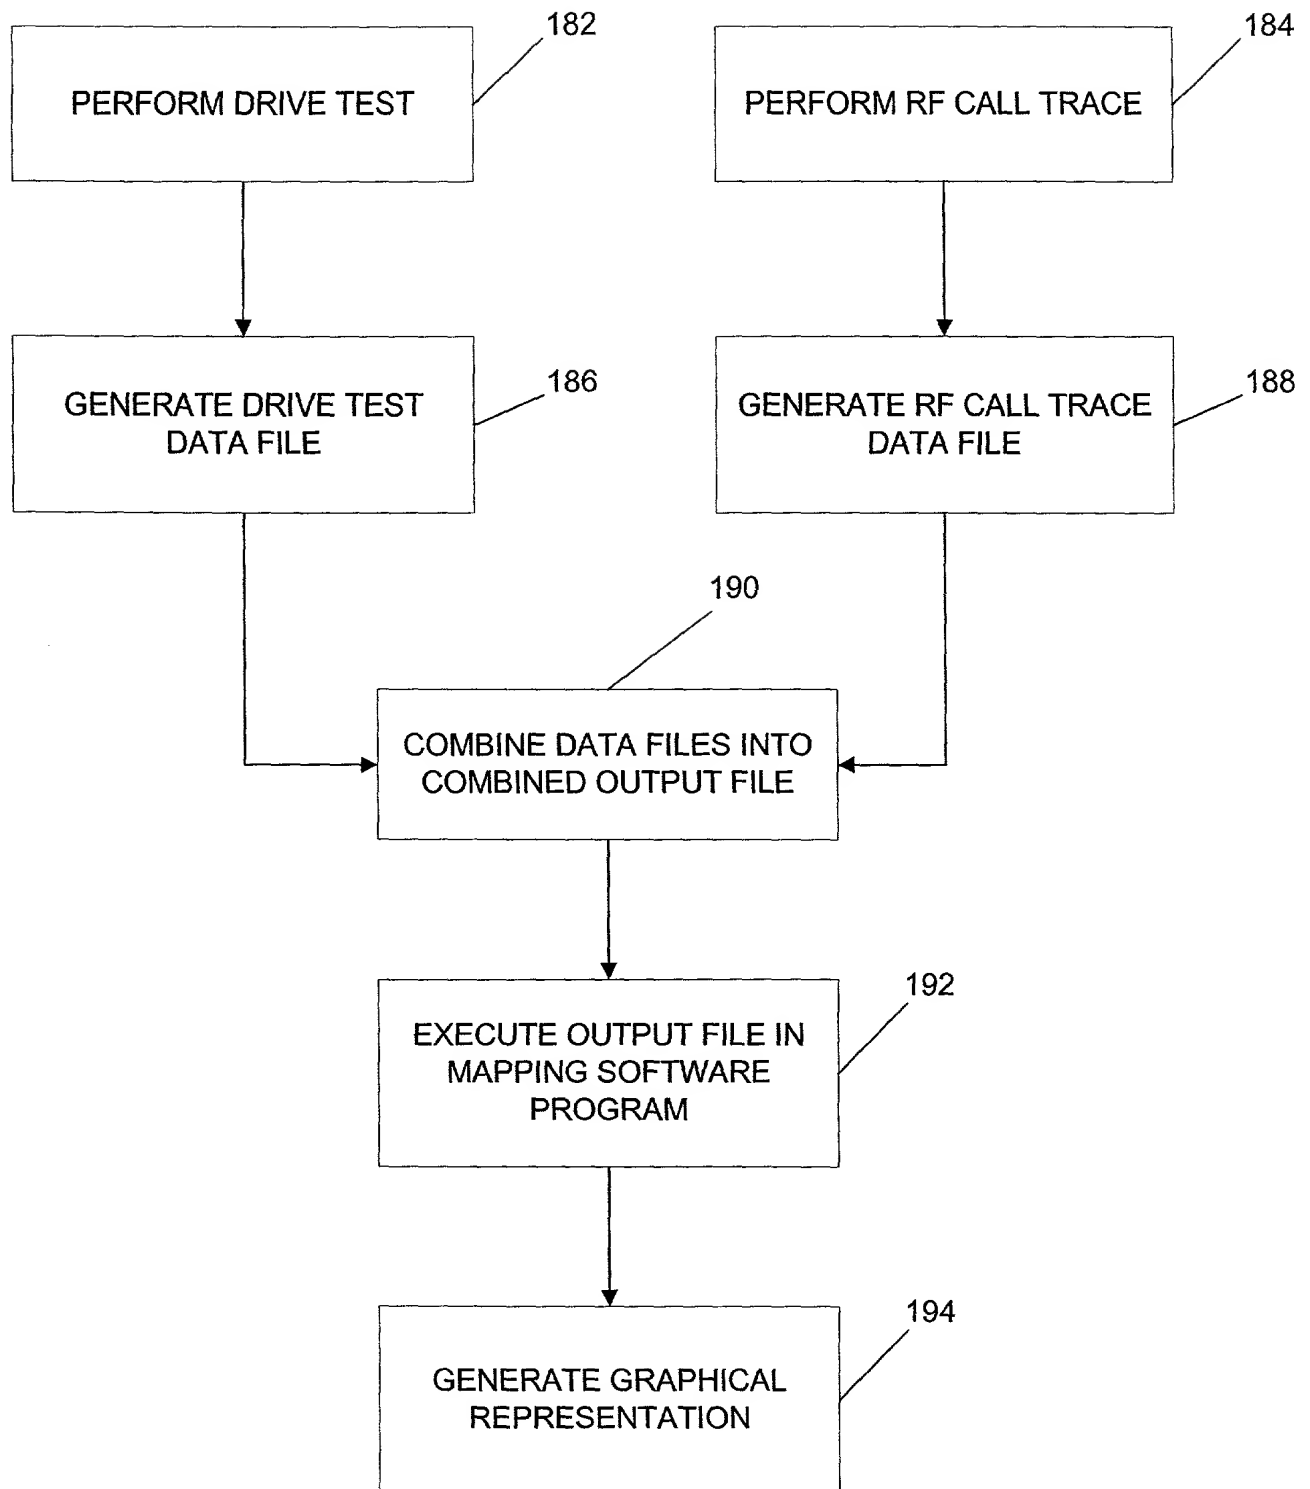 182
PERFORM DRIVE TEST
184
PERFORM RF CALL TRACE
186
GENERATE DRIVE TEST
DATA FILE
188
GENERATE RF CALL TRACE
DATA FILE
190
COMBINE DATA FILES INTO
COMBINED OUTPUT FILE
192
EXECUTE OUTPUT FILE IN
MAPPING SOFTWARE
PROGRAM
194
GENERATE GRAPHICAL
REPRESENTATION